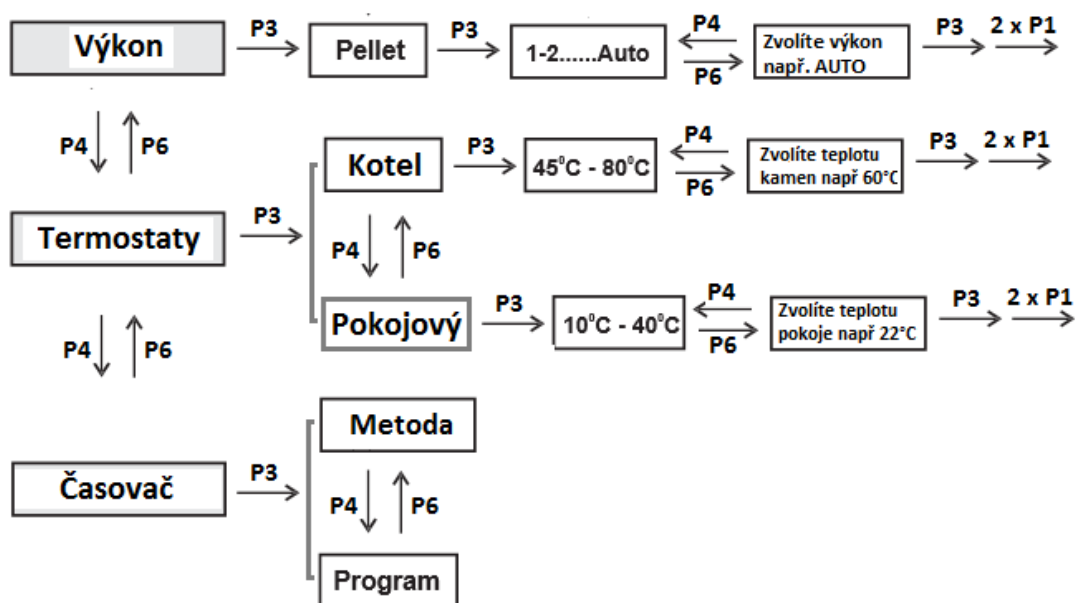 Výkon
P3
Pellet
P3
1-2......Auto
P4
P6
Zvolíte výkon
např. AUTO
P3
2 x P1
P4
P6
Kotel
P3
45°C - 80°C
P4
P6
Zvolíte teplotu
kamen např 60°C
P3
2 x P1
Termostaty
P3
P4
P6
Pokojový
P3
10°C - 40°C
P4
P6
Zvolíte teplotu
pokoje např 22°C
P3
2 x P1
P4
P6
Časovač
P3
Metoda
P4
P6
Program